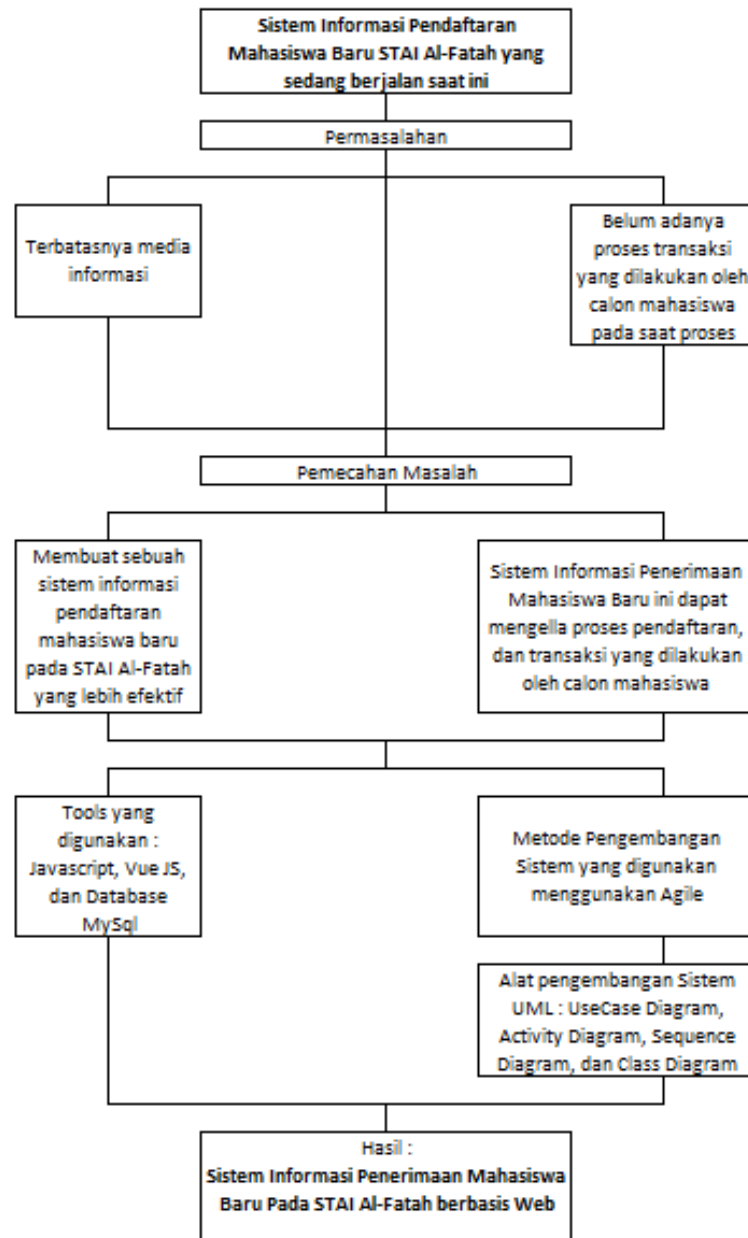 Sistem Informasi Pendaftaran
Mahasiswa Baru STAI Al-Fatah yang
sedang berjalan saat ini
Permasalahan
Terbatasnya media
informasi
Belum adanya
proses transaksi
yang dilakukan oleh
calon mahasiswa
pada saat proses
Pemecahan Masalah
Membuat sebuah
sistem informasi
pendaftaran
mahasiswa baru
pada STAI Al-Fatah
yang lebih efektif
Sistem Informasi Penerimaan
Mahasiswa Baru ini dapat
mengella proses pendaftaran,
dan transaksi yang dilakukan
oleh calon mahasiswa
Tools yang
digunakan :
Javascript, Vue JS,
dan Database
MySql
Metode Pengembangan
Sistem yang digunakan
menggunakan Agile
Alat pengembangan Sistem
UML : UseCase Diagram,
Activity Diagram, Sequence
Diagram, dan Class Diagram
Hasil :
Sistem Informasi Penerimaan Mahasiswa
Baru Pada STAI Al-Fatah berbasis Web